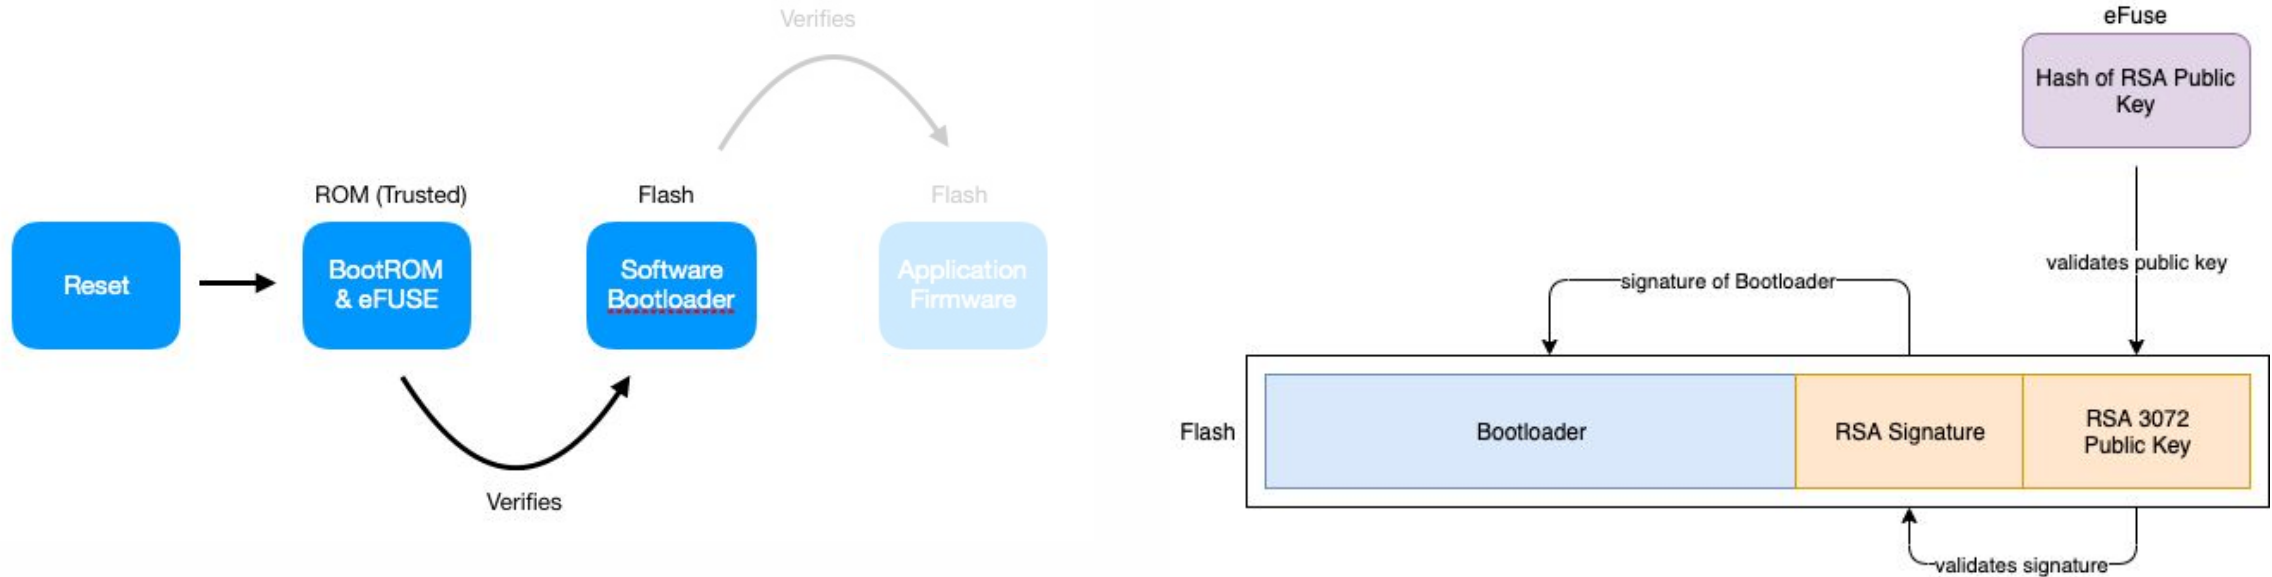 Verifies
ROM (Trusted)
Flash
Flash
Reset
BootROM
& eFUSE
Software
Bootloader
Application
Firmware
Verifies
eFuse
Hash of RSA Public
Key
validates public key
signature of Bootloader
Flash
Bootloader
RSA Signature
RSA 3072
Public Key
validates signature